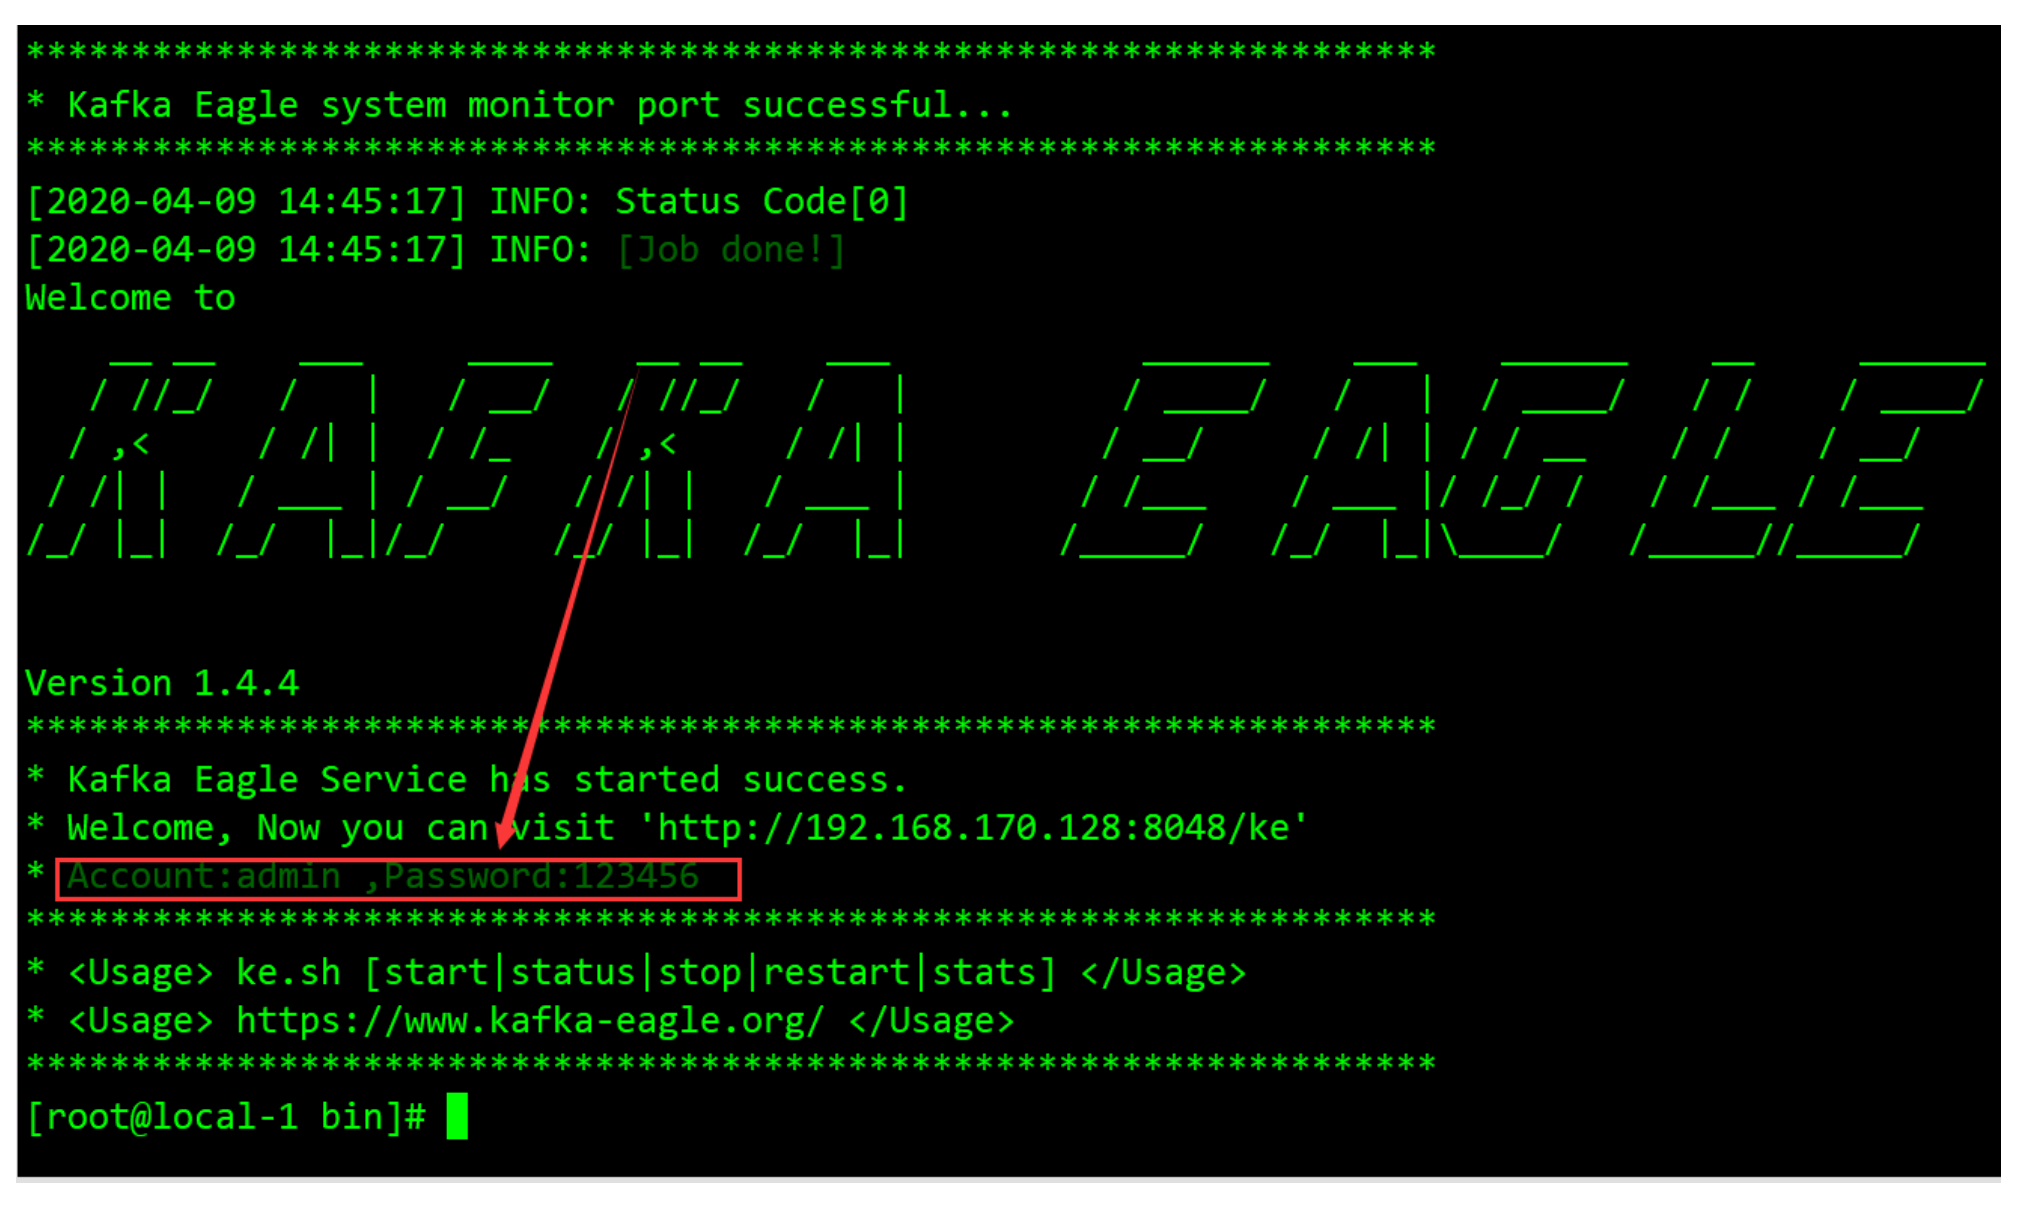 *******************************************************************
* Kafka Eagle system monitor port successful...
*******************************************************************
[2020-04-09 14:45:17] INFO: Status Code[0]
[2020-04-09 14:45:17] INFO: [Job done!]
Welcome to
KAFKA EAGLE
Version 1.4.4
*******************************************************************
* Kafka Eagle Service has started success.
* Welcome, Now you can visit 'http://192.168.170.128:8048/ke'
* Account:admin ,Password:123456
*******************************************************************
* <Usage> ke.sh [start|status|stop|restart|stats] </Usage>
* <Usage> https://www.kafka-eagle.org/ </Usage>
*******************************************************************
[root@local-1 bin]#